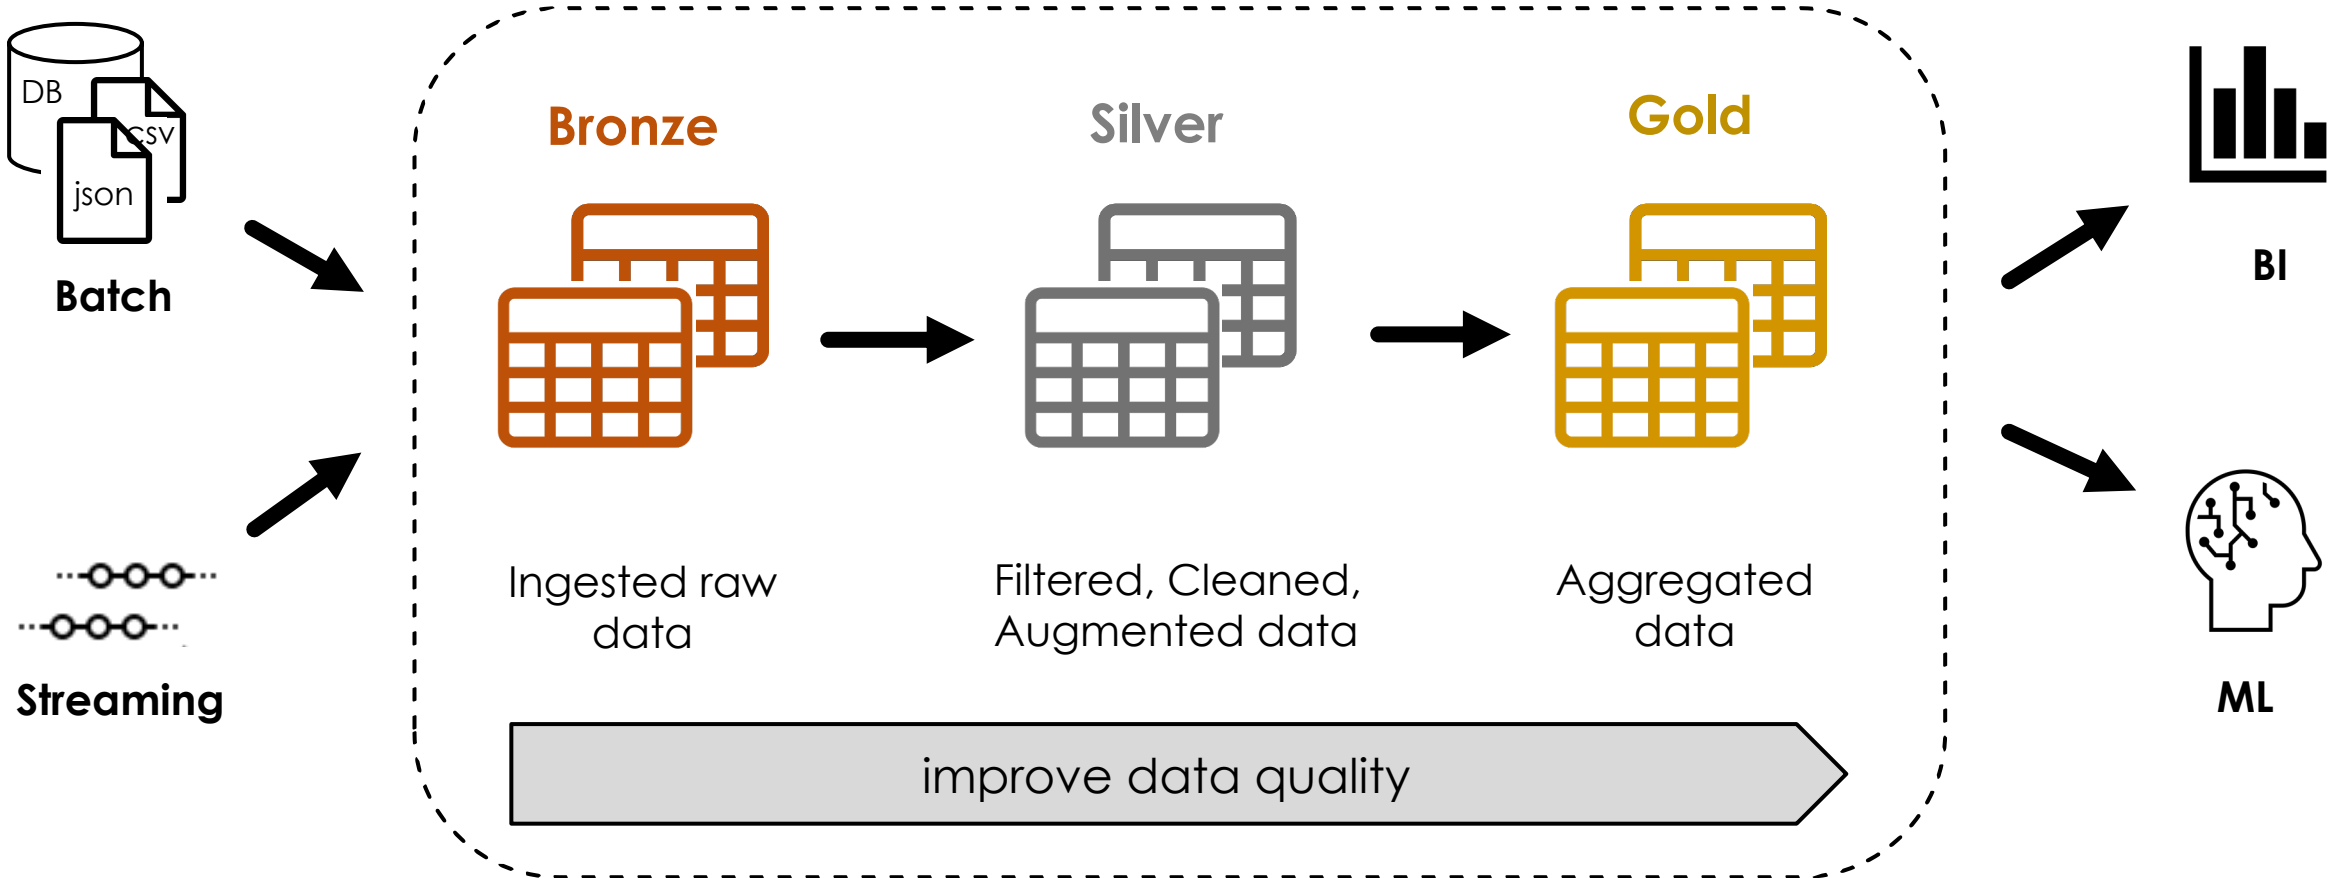 DB
csv
json
Batch
Streaming
Bronze
Silver
Gold
Ingested raw
data
Filtered, Cleaned,
Augmented data
Aggregated
data
improve data quality
BI
ML